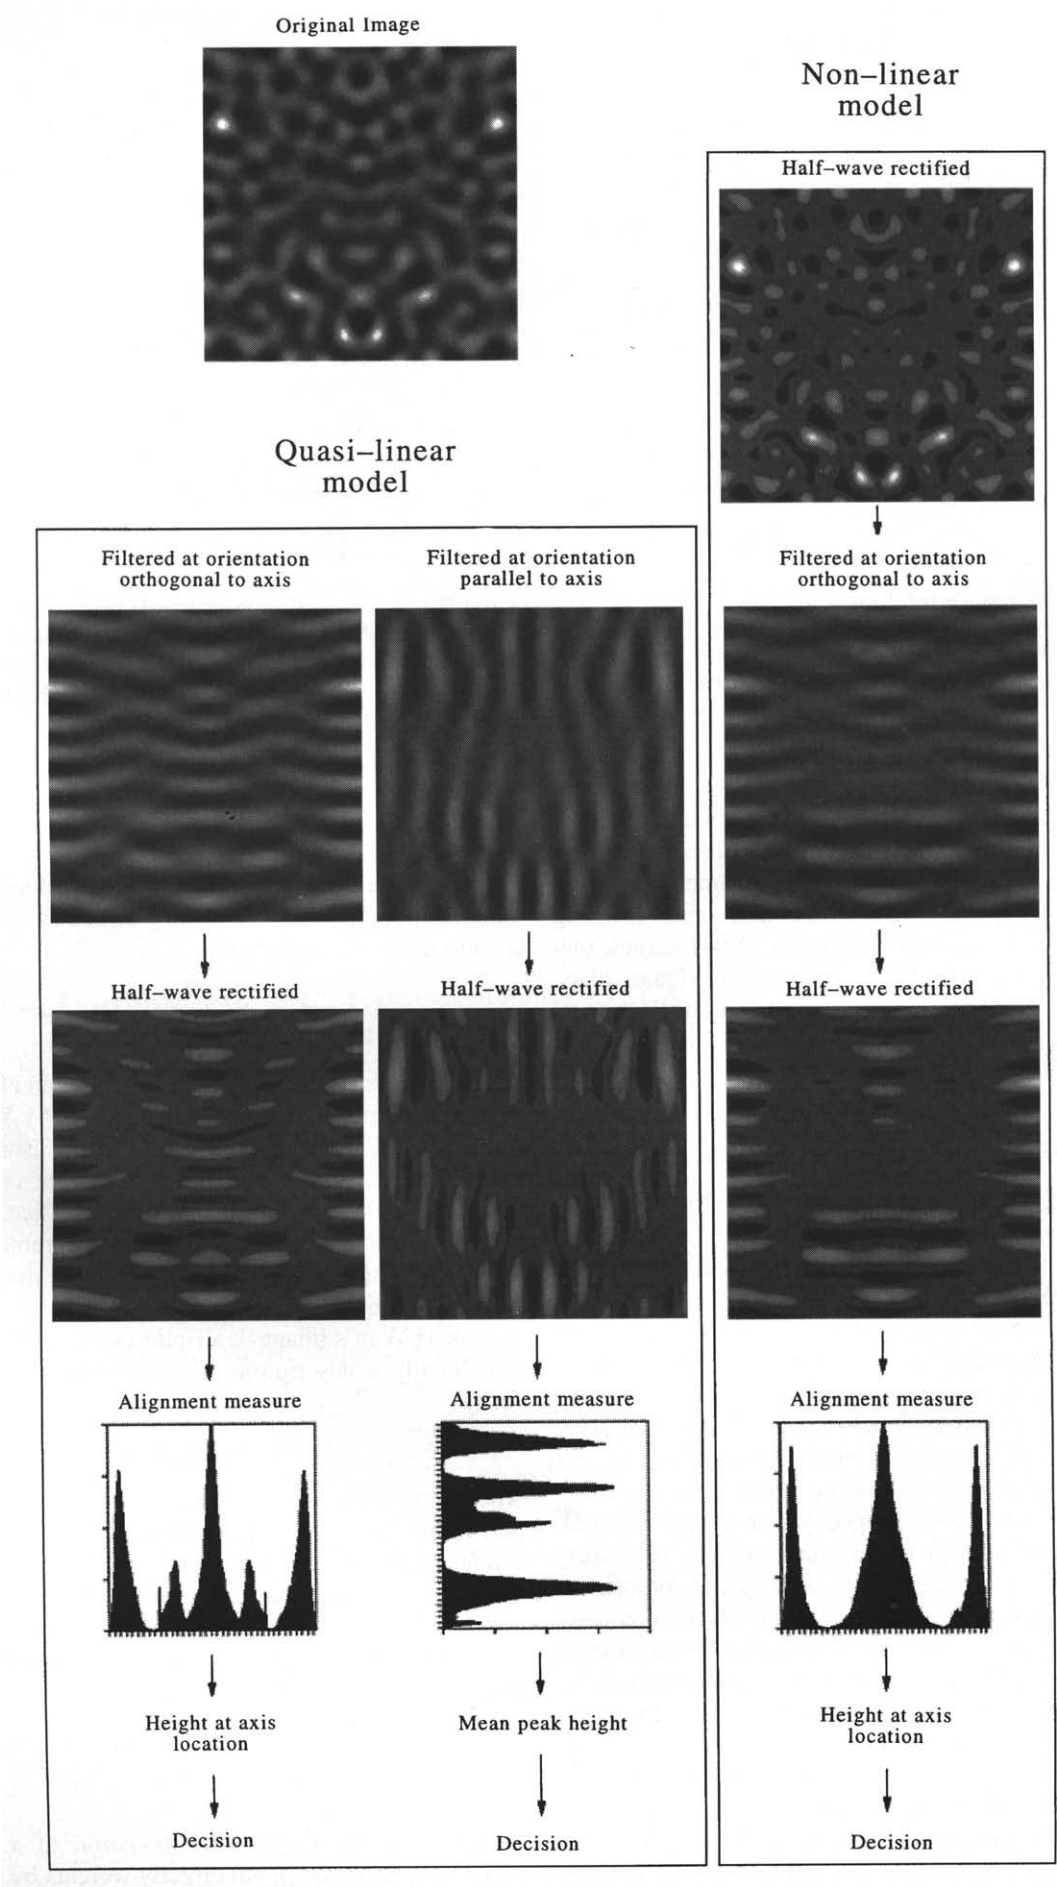 Original Image
Non–linear
model
Half–wave rectified
Quasi–linear
model
Filtered at orientation
orthogonal to axis
Filtered at orientation
parallel to axis
Filtered at orientation
orthogonal to axis
Half–wave rectified
Half–wave rectified
Half–wave rectified
Alignment measure
Alignment measure
Alignment measure
Height at axis
location
Mean peak height
Height at axis
location
Decision
Decision
Decision